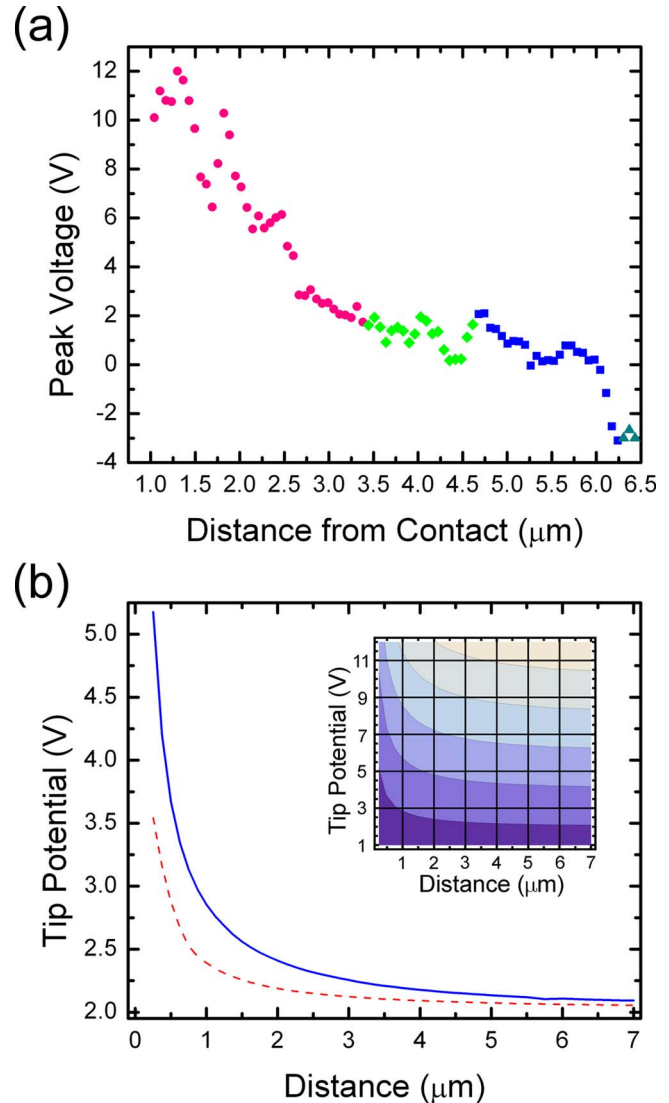 (a)
12
10
8
6
4
2
0
-2
-4
Peak Voltage (V)
1.0 1.5 2.0 2.5 3.0 3.5 4.0 4.5 5.0 5.5 6.0 6.5
Distance from Contact (μm)
(b)
5.0
4.5
4.0
3.5
3.0
2.5
2.0
Tip Potential (V)
11
9
7
5
3
1
Tip Potential (V)
1 2 3 4 5 6 7
Distance (μm)
0 1 2 3 4 5 6 7
Distance (μm)